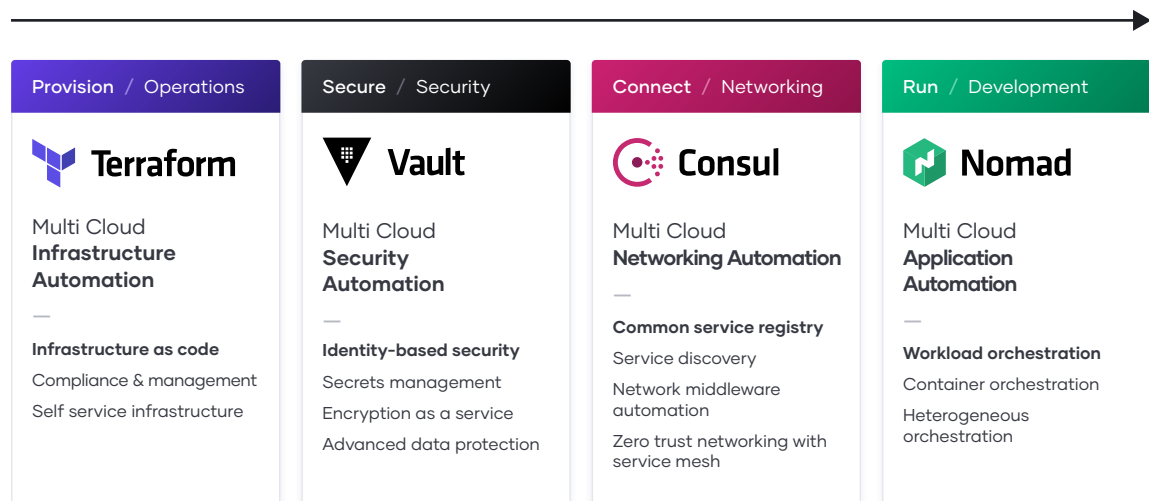 Provision / Operations
Terraform
Multi Cloud
Infrastructure
Automation
Infrastructure as code
Compliance & management
Self service infrastructure
Secure / Security
Vault
Multi Cloud
Security
Automation
Identity-based security
Secrets management
Encryption as a service
Advanced data protection
Connect / Networking
Consul
Multi Cloud
Networking Automation
Common service registry
Service discovery
Network middleware
automation
Zero trust networking with
service mesh
Run / Development
Nomad
Multi Cloud
Application
Automation
Workload orchestration
Container orchestration
Heterogeneous
orchestration